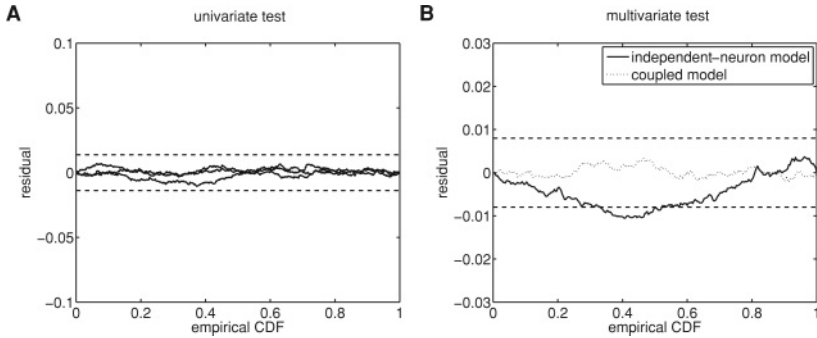 A
univariate test
0.1
0.05
0
−0.05
−0.1
residual
0 0.2 0.4 0.6 0.8 1
empirical CDF
B
multivariate test
independent−neuron model
coupled model
0.03
0.02
0.01
0
−0.01
−0.02
−0.03
residual
0 0.2 0.4 0.6 0.8 1
empirical CDF